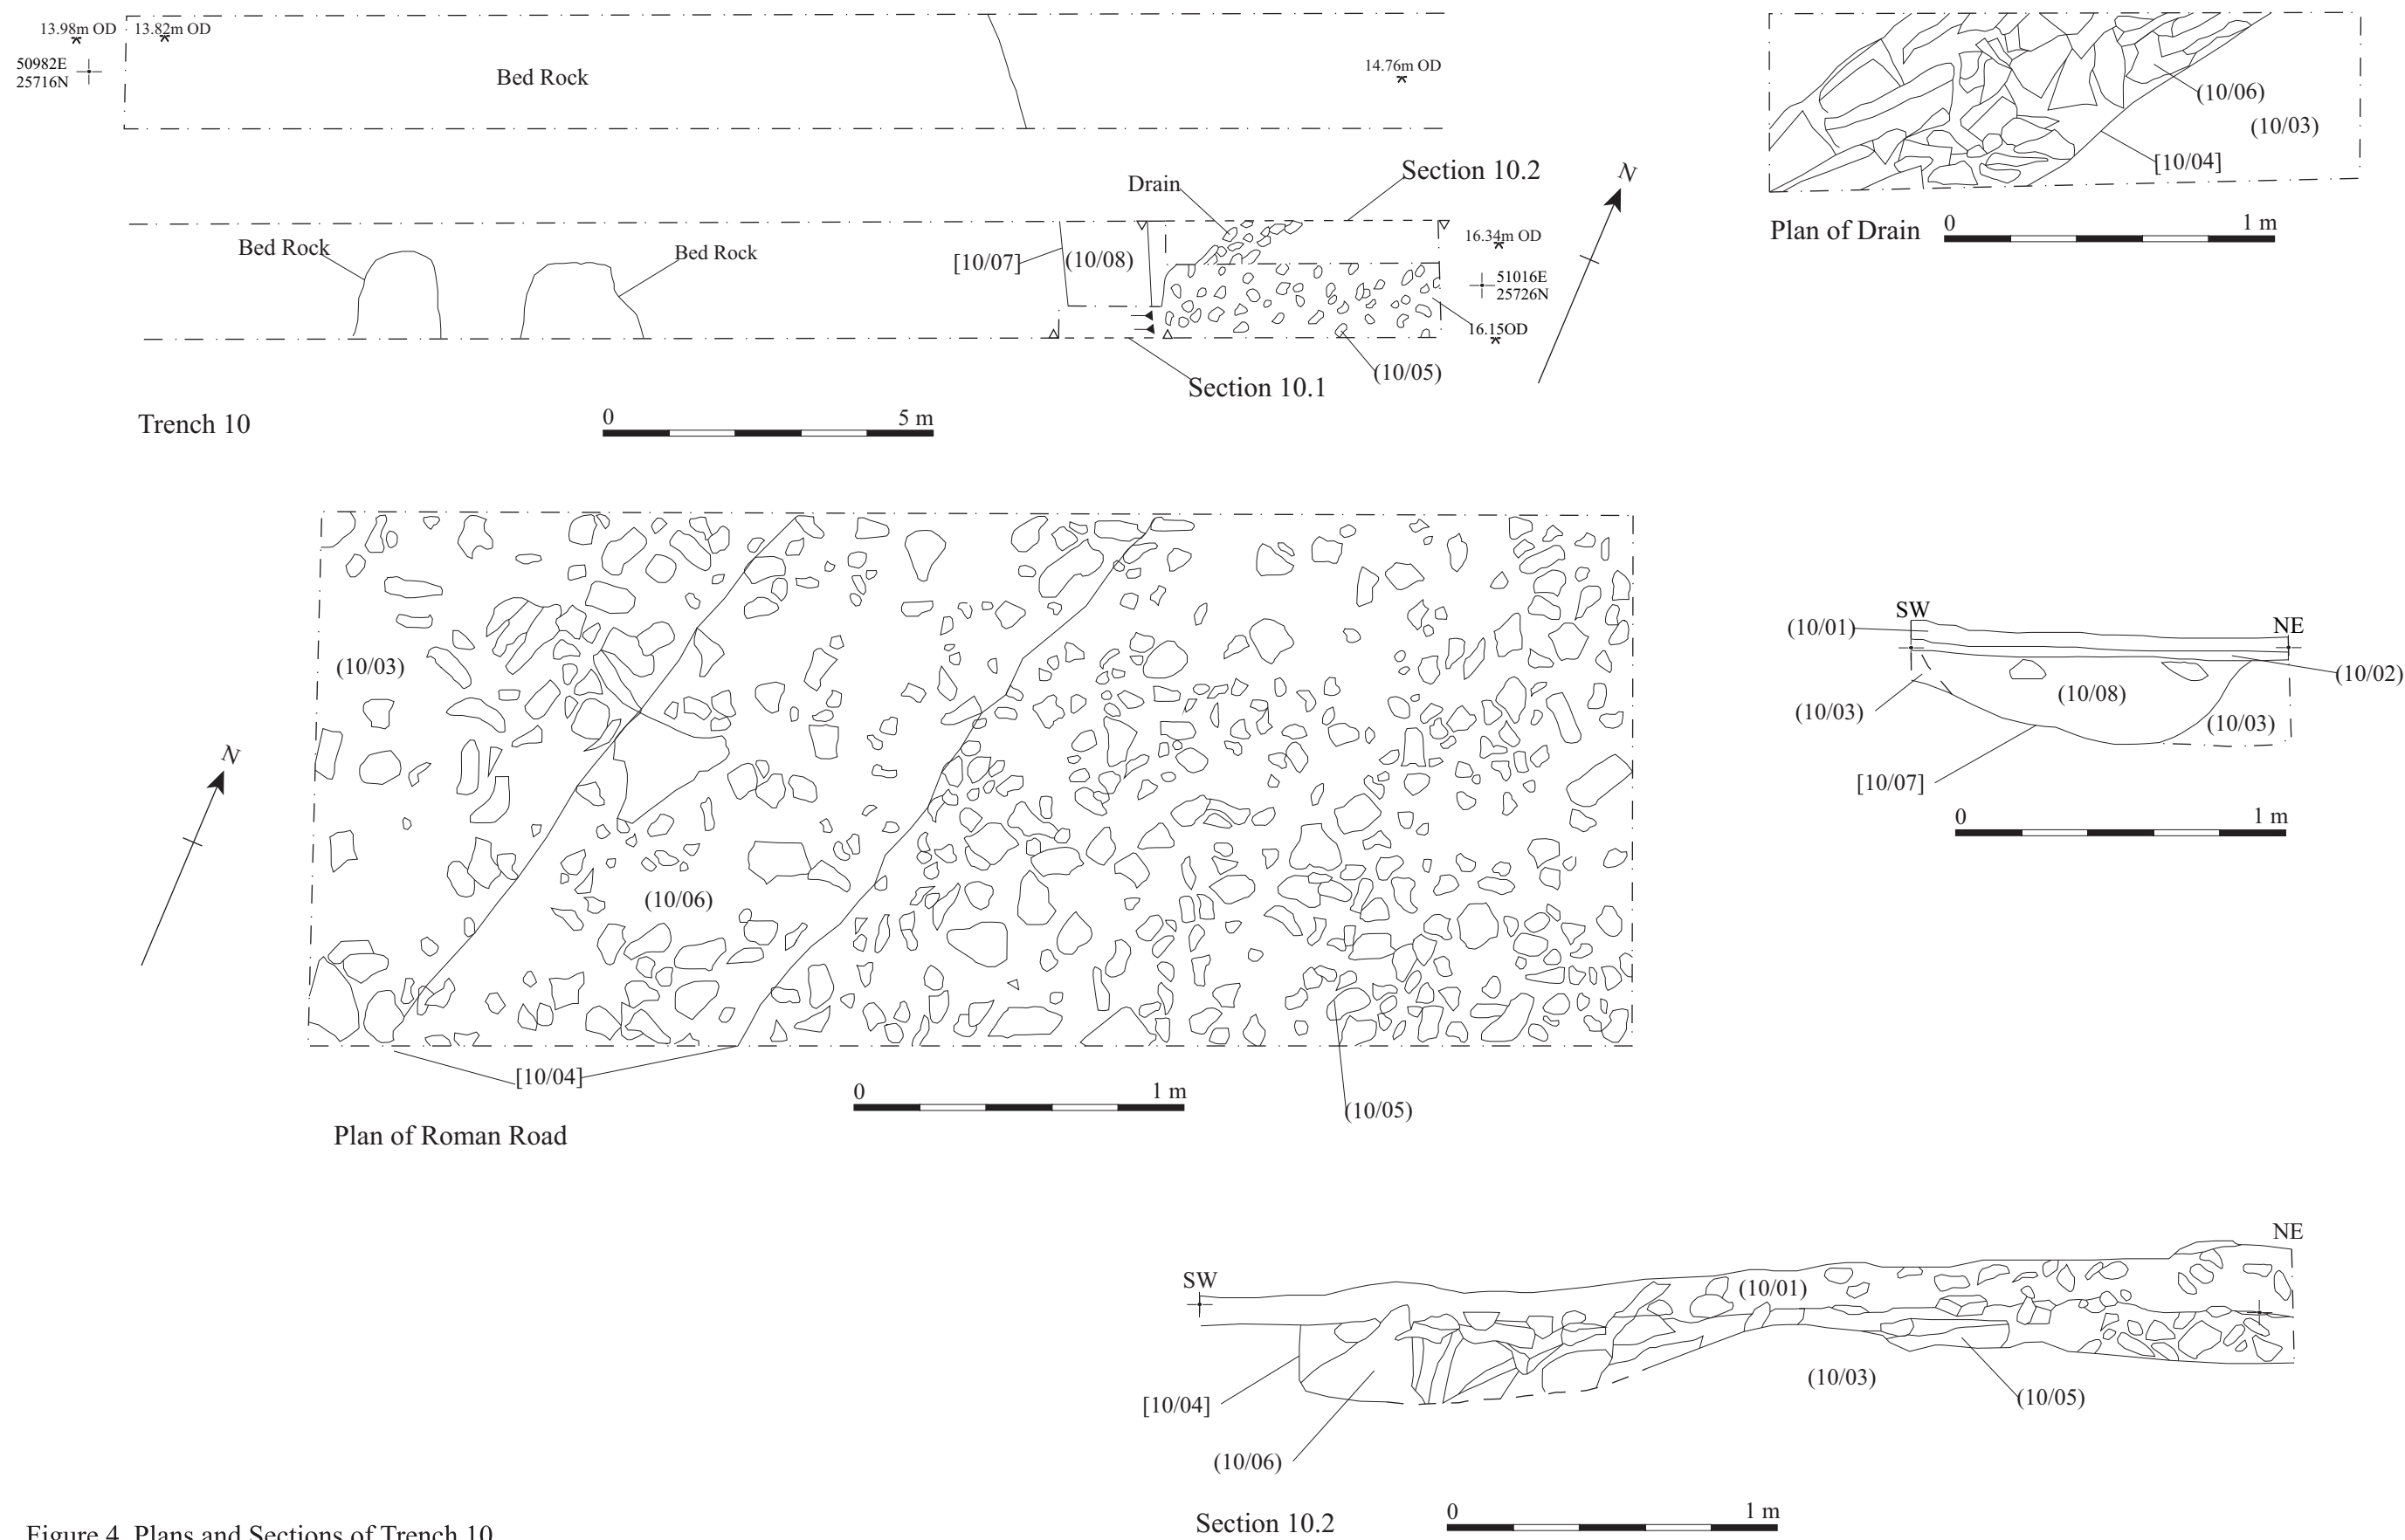 13.98m OD
13.82m OD
50982E
25716N
Bed Rock
14.76m OD
(10/06)
(10/03)
[10/04]
Plan of Drain
0
1 m
Section 10.2
Drain
N
Bed Rock
Bed Rock
[10/07]
(10/08)
16.34m OD
51016E
25726N
16.15OD
(10/05)
Section 10.1
Trench 10
0
5 m
(10/03)
N
(10/06)
[10/04]
(10/05)
0
1 m
Plan of Roman Road
SW
NE
(10/01)
(10/02)
(10/03)
(10/08)
(10/03)
[10/07]
0
1 m
SW
NE
(10/01)
(10/03)
(10/05)
[10/04]
(10/06)
Section 10.2
0
1 m
Figure 4. Plans and Sections of Trench 10